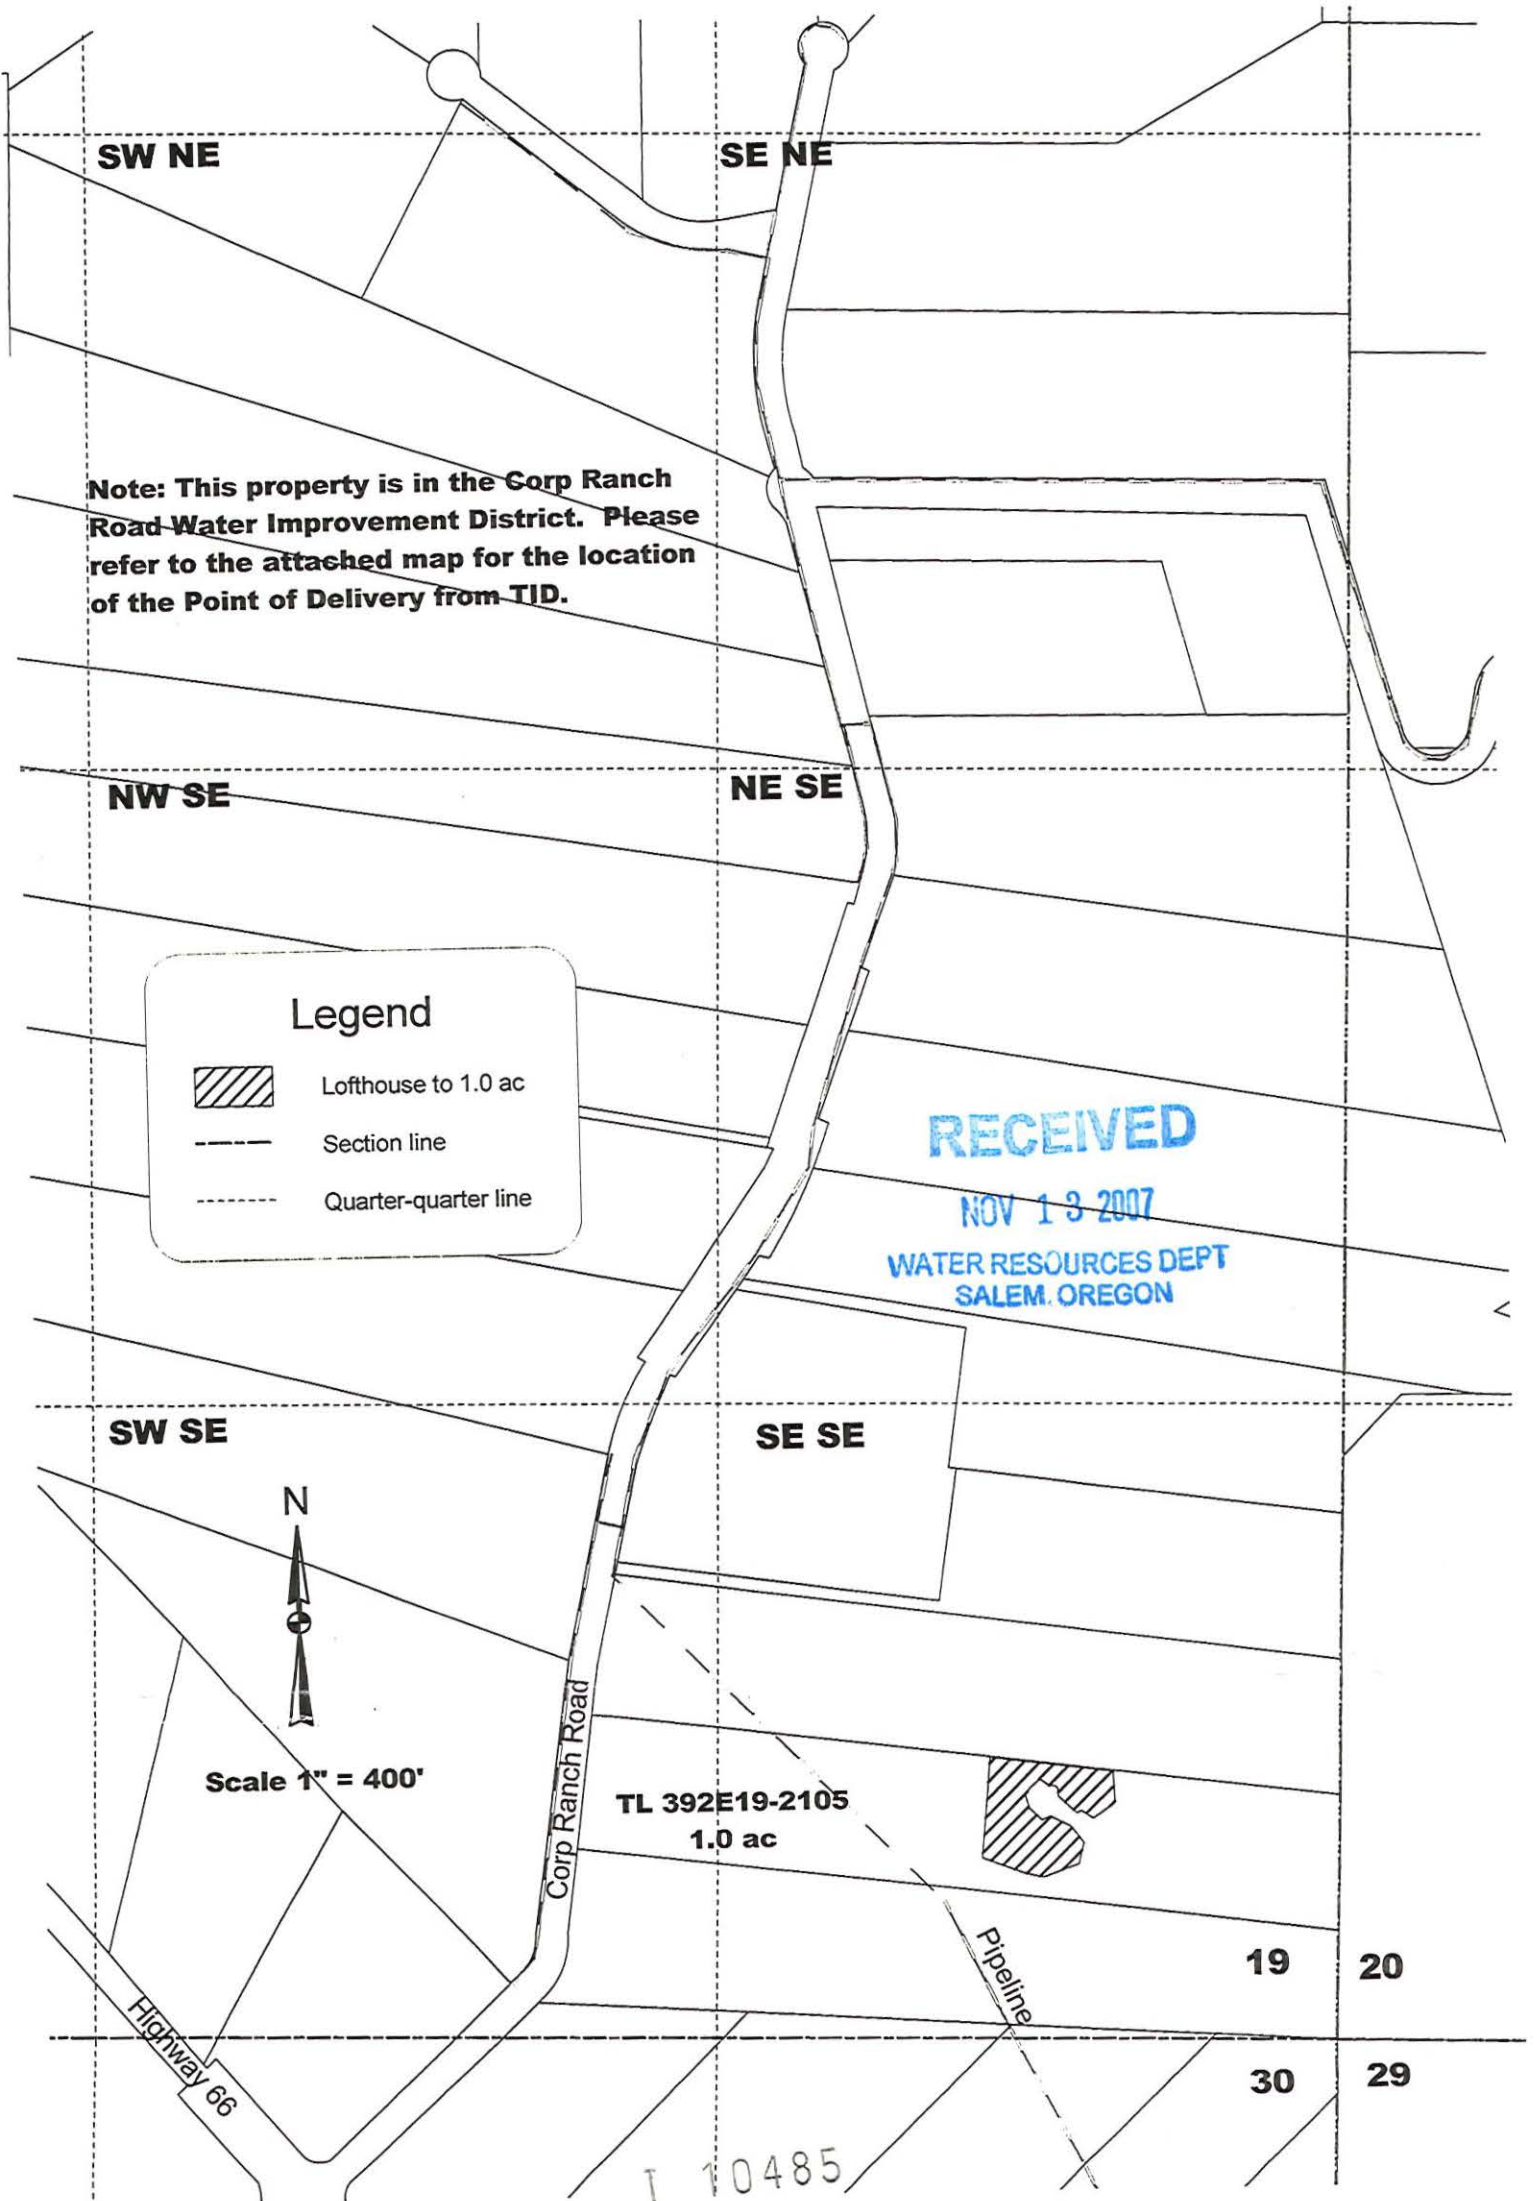 SW NE
SE NE
Note: This property is in the Corp Ranch
Road Water Improvement District. Please
refer to the attached map for the location
of the Point of Delivery from TID.
NW SE
NE SE
Legend
Lofthouse to 1.0 ac
Section line
Quarter-quarter line
RECEIVED
NOV 13 2007
WATER RESOURCES DEPT
SALEM, OREGON
SW SE
SE SE
N
Scale 1" = 400'
Corp Ranch Road
TL 392E19-2105
1.0 ac
Pipeline
19
20
Highway 66
30
29
10485